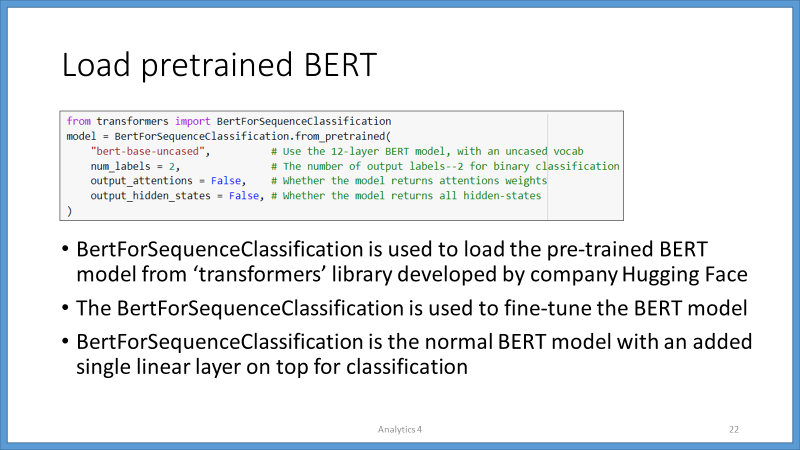 Load pretrained BERT
from transformers import BertForSequenceClassification
model = BertForSequenceClassification.from_pretrained(
    "bert-base-uncased",          # Use the 12-layer BERT model, with an uncased vocab
    num_labels = 2,               # The number of output labels--2 for binary classification
    output_attentions = False,    # Whether the model returns attentions weights
    output_hidden_states = False, # Whether the model returns all hidden-states
)
• BertForSequenceClassification is used to load the pre-trained BERT
model from ‘transformers’ library developed by company Hugging Face
• The BertForSequenceClassification is used to fine-tune the BERT model
• BertForSequenceClassification is the normal BERT model with an added
single linear layer on top for classification
Analytics 4
22